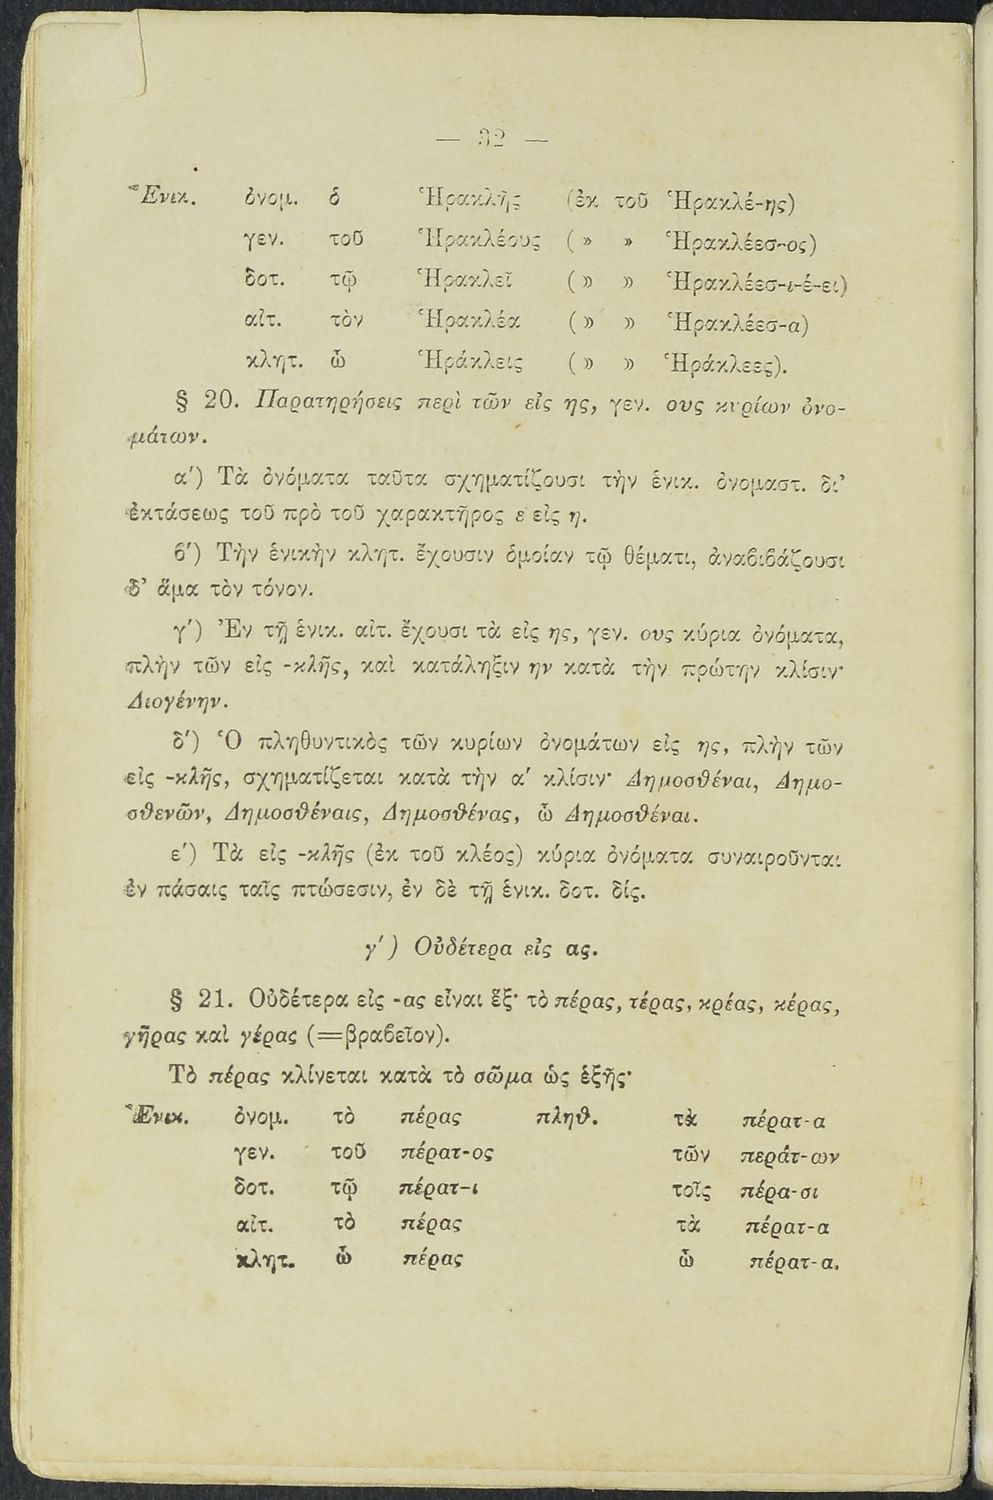 — 32 —
Ἑνικ. ὀνομ. ὁ Ἡρακλῆς (ἐκ τοῦ Ἡρακλέ-ης)
γεν. τοῦ Ἡρακλέους ( » » Ἡρακλέεσ-ος)
δοτ. τῷ Ἡρακλεῖ ( » » Ἡρακλέεσ-ι-έ-ει)
αἰτ. τὸν Ἡρακλέα ( » » Ἡρακλέεσ-α)
κλητ. ὦ Ἡράκλεις ( » » Ἡράκλεες).
§ 20. Παρατηρήσεις περὶ τῶν εἰς ης, γεν. ους κυρίων ὀνο-
μάτων.
α') Τὰ ὀνόματα ταῦτα σχηματίζουσι τὴν ἑνικ. ὀνομαστ. δι'
ἐκτάσεως τοῦ πρὸ τοῦ χαρακτῆρος ε εἰς η.
ϐ') Τὴν ἑνικὴν κλητ. ἔχουσιν ὁμοίαν τῷ θέματι, ἀναϐιϐάζουσι
δ' ἅμα τὸν τόνον.
γ') Ἐν τῇ ἑνικ. αἰτ. ἔχουσι τὰ εἰς ης, γεν. ους κύρια ὀνόματα,
πλὴν τῶν εἰς -κλῆς, καὶ κατάληξιν ην κατὰ τὴν πρώτην κλίσιν·
Διογένην.
δ') Ὁ πληθυντικὸς τῶν κυρίων ὀνομάτων εἰς ης, πλὴν τῶν
εἰς -κλῆς, σχηματίζεται κατὰ τὴν α' κλίσιν· Δημοσθέναι, Δημο-
σθενῶν, Δημοσθέναις, Δημοσθένας, ὦ Δημοσθέναι.
ε') Τὰ εἰς -κλῆς (ἐκ τοῦ κλέος) κύρια ὀνόματα συναιροῦνται
ἐν πάσαις ταῖς πτώσεσιν, ἐν δὲ τῇ ἑνικ. δοτ. δίς.
γ') Οὐδέτερα εἰς ας.
§ 21. Οὐδέτερα εἰς -ας εἶναι ἕξ· τὸ πέρας, τέρας, κρέας, κέρας,
γῆρας καὶ γέρας (=βραϐεῖον).
Τὸ πέρας κλίνεται κατὰ τὸ σῶμα ὡς ἑξῆς·
Ἑνικ. ὀνομ. τὸ πέρας πληθ. τὰ πέρατ-α
γεν. τοῦ πέρατ-ος τῶν περάτ-ων
δοτ. τῷ πέρατ-ι τοῖς πέρα-σι
αἰτ. τὸ πέρας τὰ πέρατ-α
κλητ. ὦ πέρας ὦ πέρατ-α.